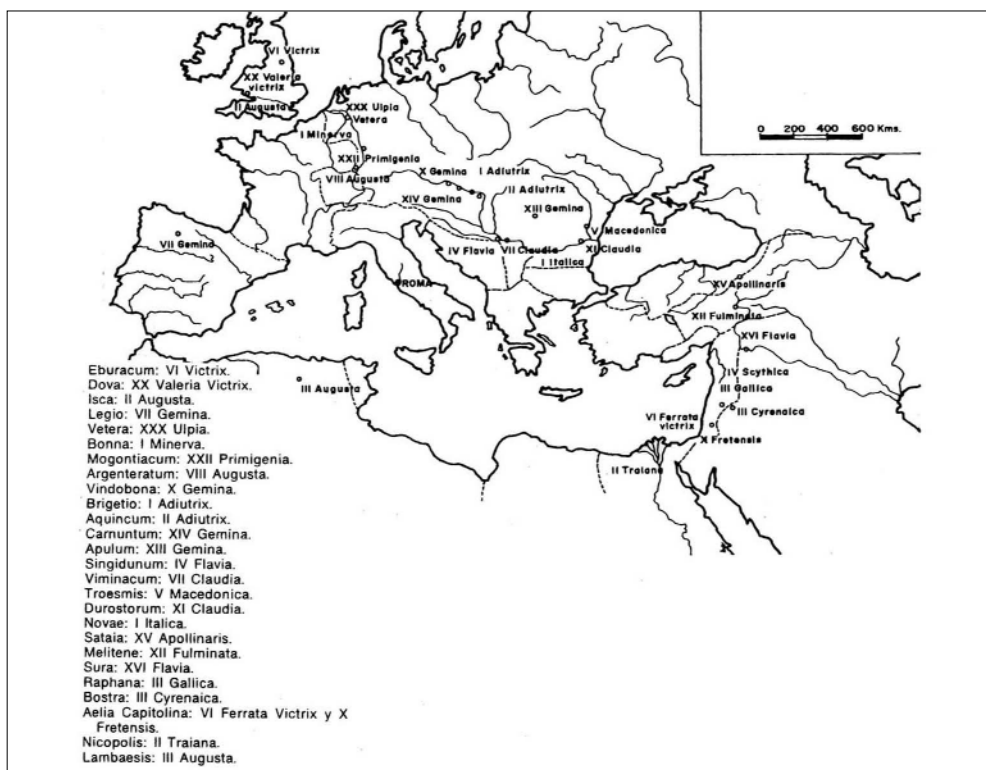 VI Victrix
XX Valeria
victrix
II Augusta
XXX Ulpia
Vetera
I Minerva
XXII Primigenia
VIII Augusta
X Gemina
I Adiutrix
II Adiutrix
XIV Gemina
XIII Gemina
V Macedonica
IV Flavia
VII Claudia
XI Claudia
I Italica
VII Gemina
ROMA
0 200 400 600 Kms.
XV Apollinaris
XII Fulminata
XVI Flavia
IV Scythica
III Gallica
III Cyrenaica
VI Ferrata
victrix
X Fretensis
II Traiana
III Augusta
Eburacum: VI Victrix.
Dova: XX Valeria Victrix.
Isca: II Augusta.
Legio: VII Gemina.
Vetera: XXX Ulpia.
Bonna: I Minerva.
Mogontiacum: XXII Primigenia.
Argenteratum: VIII Augusta.
Vindobona: X Gemina.
Brigetio: I Adiutrix.
Aquincum: II Adiutrix.
Carnuntum: XIV Gemina.
Apulum: XIII Gemina.
Singidunum: IV Flavia.
Viminacum: VII Claudia.
Troesmis: V Macedonica.
Durostorum: XI Claudia.
Novae: I Italica.
Sataia: XV Apollinaris.
Melitene: XII Fulminata.
Sura: XVI Flavia.
Raphana: III Gallica.
Bostra: III Cyrenaica.
Aelia Capitolina: VI Ferrata Victrix y X
Fretensis.
Nicopolis: II Traiana.
Lambaesis: III Augusta.